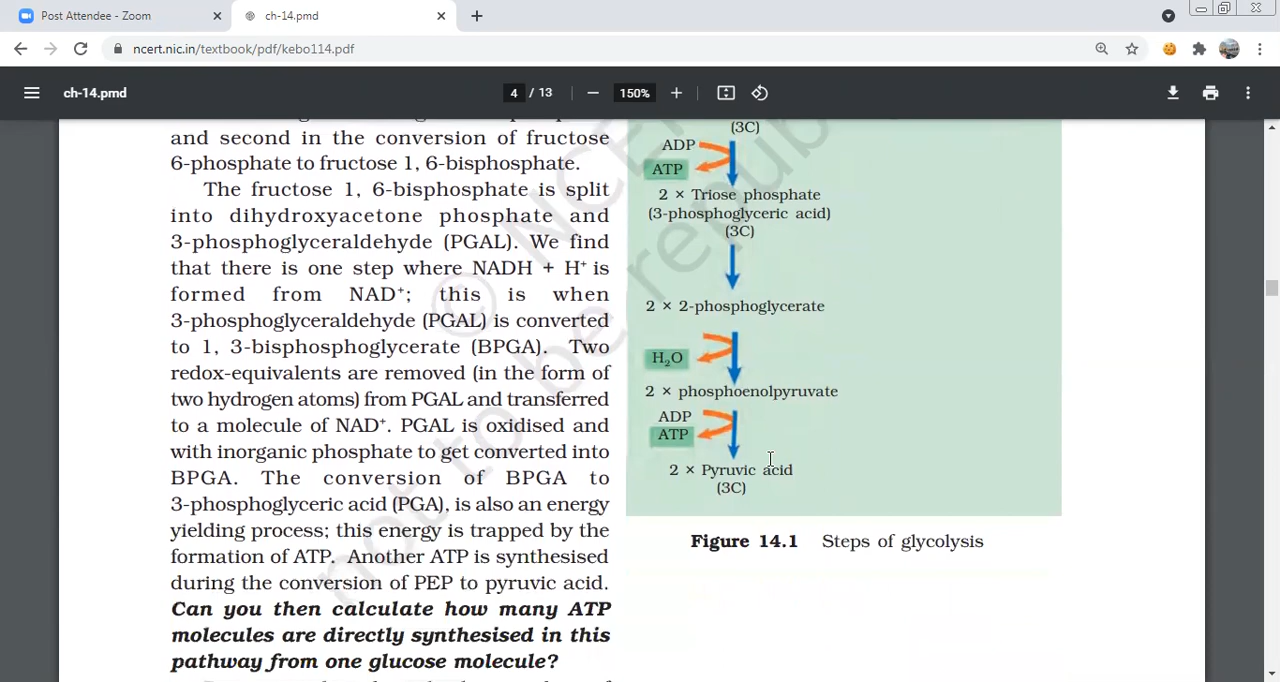 Post Attendee - Zoom
ch-14.pmd
ncert.nic.in/textbook/pdf/kebo114.pdf
ch-14.pmd
4 / 13
150%
and second in the conversion of fructose
6-phosphate to fructose 1, 6-bisphosphate.
The fructose 1, 6-bisphosphate is split
into dihydroxyacetone phosphate and
3-phosphoglyceraldehyde (PGAL). We find
that there is one step where NADH + H⁺ is
formed from NAD⁺; this is when
3-phosphoglyceraldehyde (PGAL) is converted
to 1, 3-bisphosphoglycerate (BPGA). Two
redox-equivalents are removed (in the form of
two hydrogen atoms) from PGAL and transferred
to a molecule of NAD⁺. PGAL is oxidised and
with inorganic phosphate to get converted into
BPGA. The conversion of BPGA to
3-phosphoglyceric acid (PGA), is also an energy
yielding process; this energy is trapped by the
formation of ATP. Another ATP is synthesised
during the conversion of PEP to pyruvic acid.
Can you then calculate how many ATP
molecules are directly synthesised in this
pathway from one glucose molecule?
(3C)
ADP
ATP
2 × Triose phosphate
(3-phosphoglyceric acid)
(3C)
2 × 2-phosphoglycerate
H₂O
2 × phosphoenolpyruvate
ADP
ATP
2 × Pyruvic acid
(3C)
Figure 14.1 Steps of glycolysis
© NCERT
not to be republ